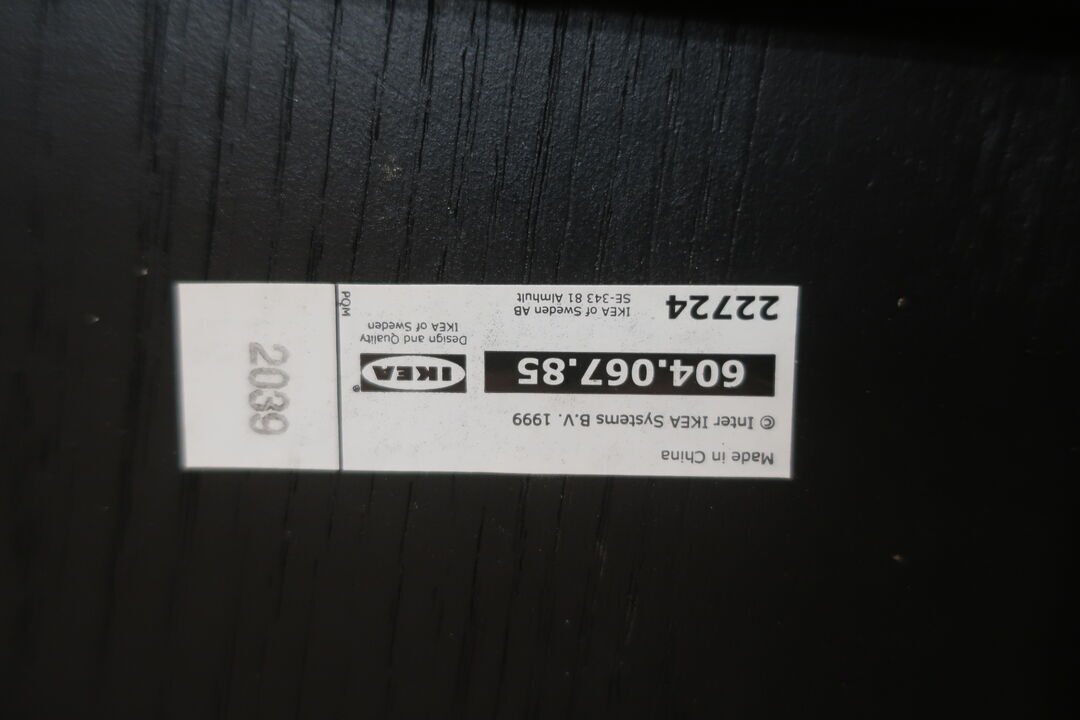 Made in China
© Inter IKEA Systems B.V. 1999
604.067.85
IKEA®
Design and Quality
IKEA of Sweden
22724
IKEA of Sweden AB
SE-343 81 Älmhult
PQM
2039